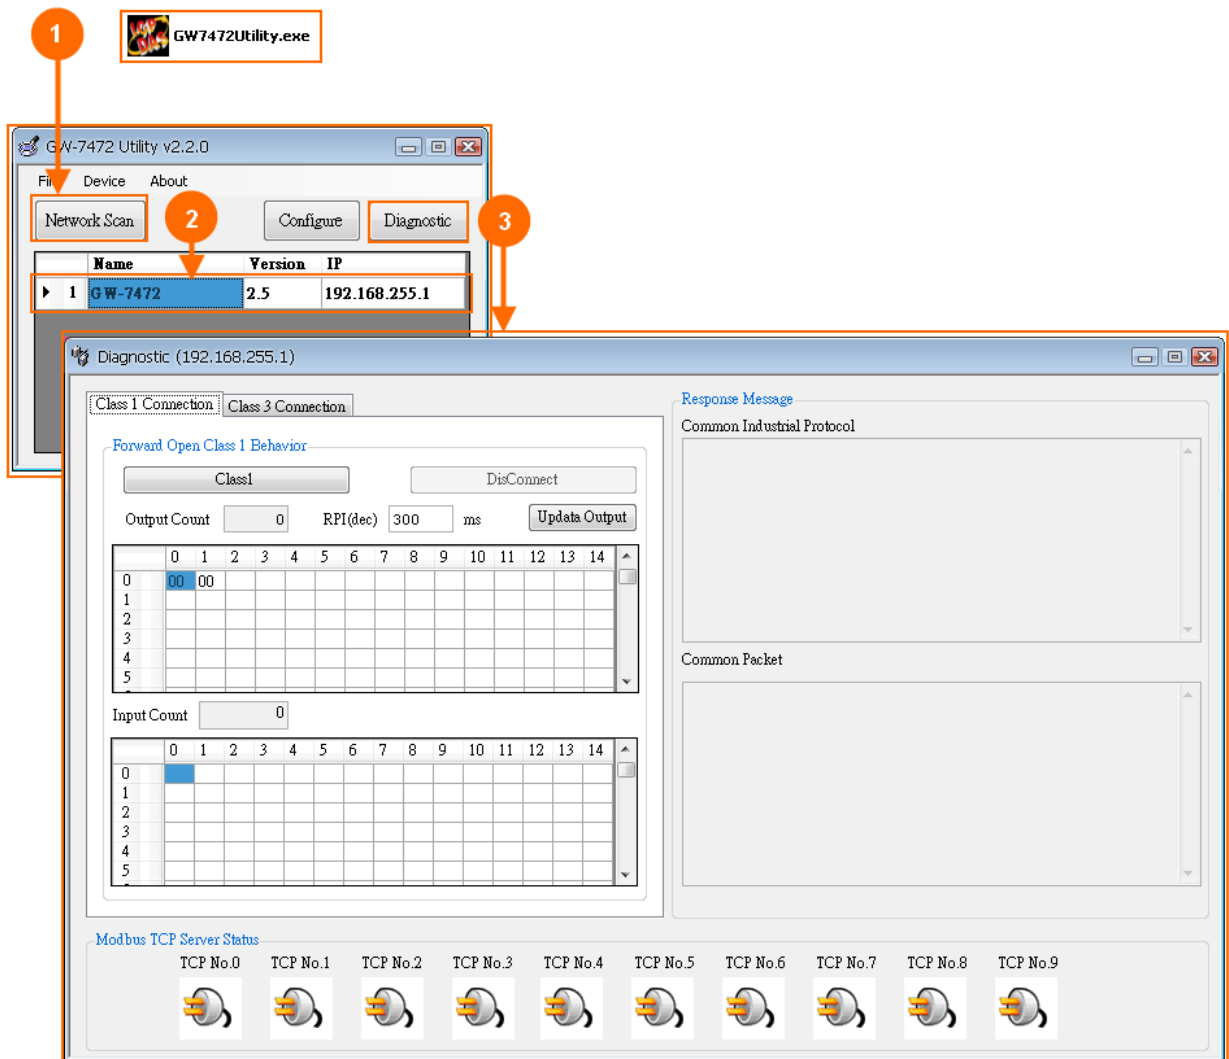 1
GW7472Utility.exe
GW-7472 Utility v2.2.0
File Device About
Network Scan 2 Configure Diagnostic 3
Name Version IP
1 GW-7472 2.5 192.168.255.1
Diagnostic (192.168.255.1)
Class 1 Connection Class 3 Connection
Response Message
Common Industrial Protocol
Forward Open Class 1 Behavior
Class1 DisConnect
Output Count 0 RPI(dec) 300 ms Updata Output
0 1 2 3 4 5 6 7 8 9 10 11 12 13 14
0 00 00
1
2
3
4
5
Common Packet
Input Count 0
0 1 2 3 4 5 6 7 8 9 10 11 12 13 14
0
1
2
3
4
5
Modbus TCP Server Status
TCP No.0 TCP No.1 TCP No.2 TCP No.3 TCP No.4 TCP No.5 TCP No.6 TCP No.7 TCP No.8 TCP No.9